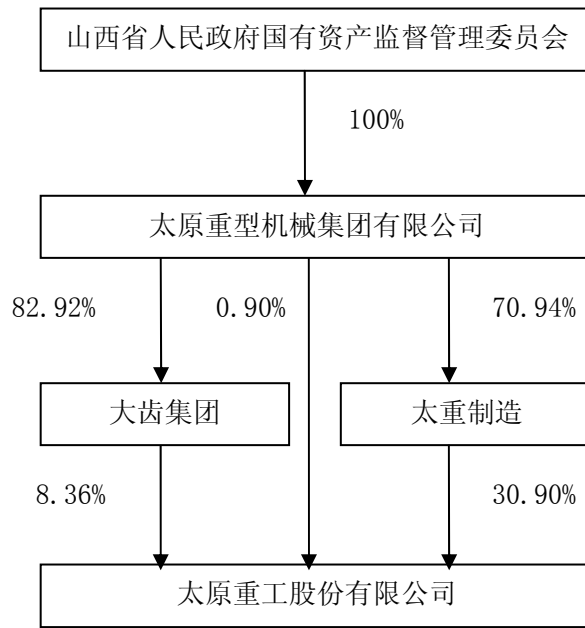 山西省人民政府国有资产监督管理委员会
100%
太原重型机械集团有限公司
82.92%
0.90%
70.94%
大齿集团
太重制造
8.36%
30.90%
太原重工股份有限公司